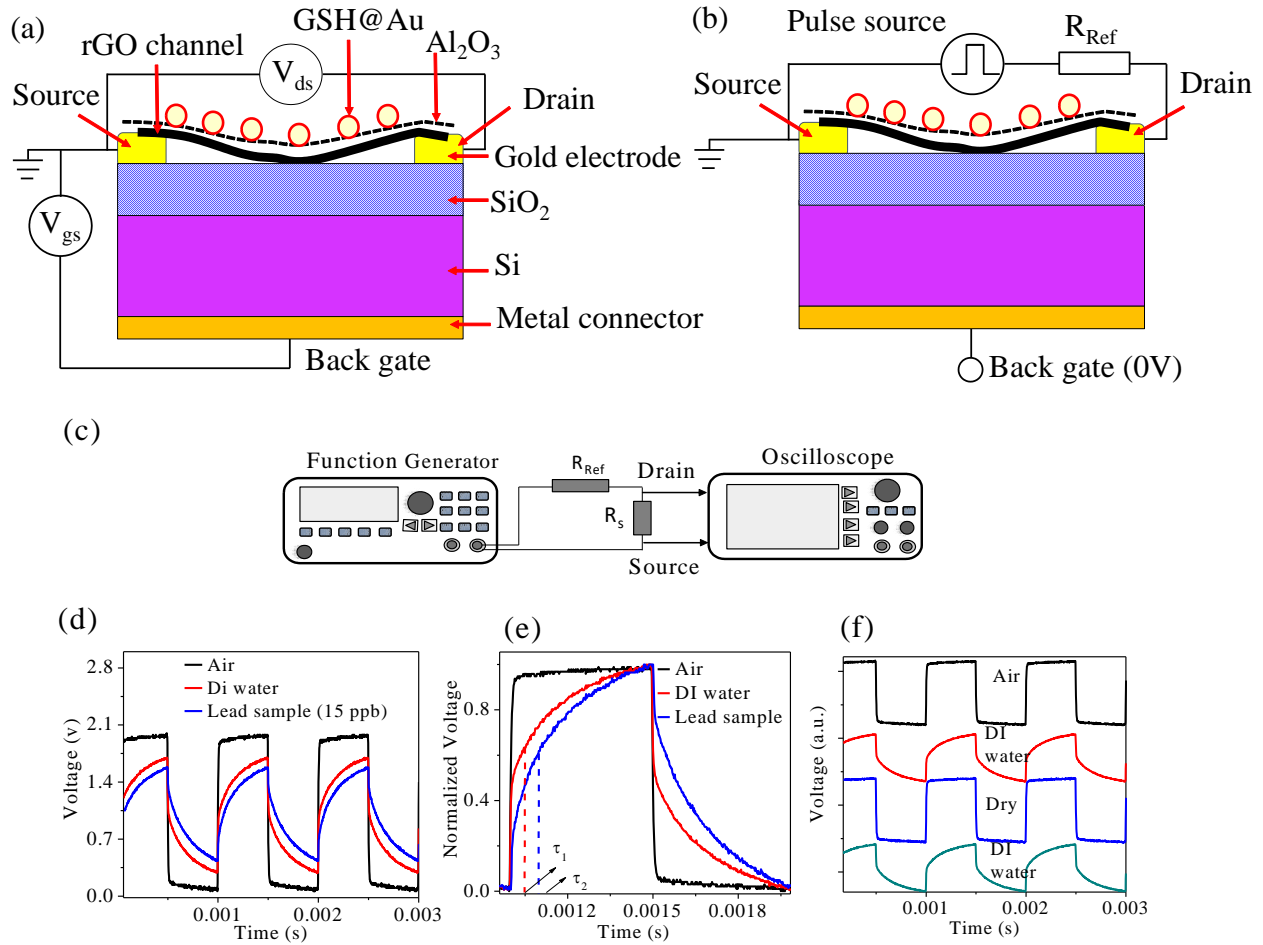 (a)
GSH@Au
rGO channel
Al2O3
Vds
Source
Drain
Gold electrode
SiO2
Vgs
Si
Metal connector
Back gate
(b)
Pulse source
RRef
Source
Drain
Back gate (0V)
(c)
Function Generator
RRef
Drain
Oscilloscope
Rs
Source
(d)
Air
Di water
Lead sample (15 ppb)
2.8
2.1
1.4
0.7
0.0
Voltage (v)
0.001 0.002 0.003
Time (s)
(e)
Air
DI water
Lead sample
0.8
0.4
0.0
Normalized Voltage
τ1
τ2
0.0012 0.0015 0.0018
Time (s)
(f)
Air
DI
water
Dry
DI
water
Voltage (a.u.)
0.001 0.002 0.003
Time (s)